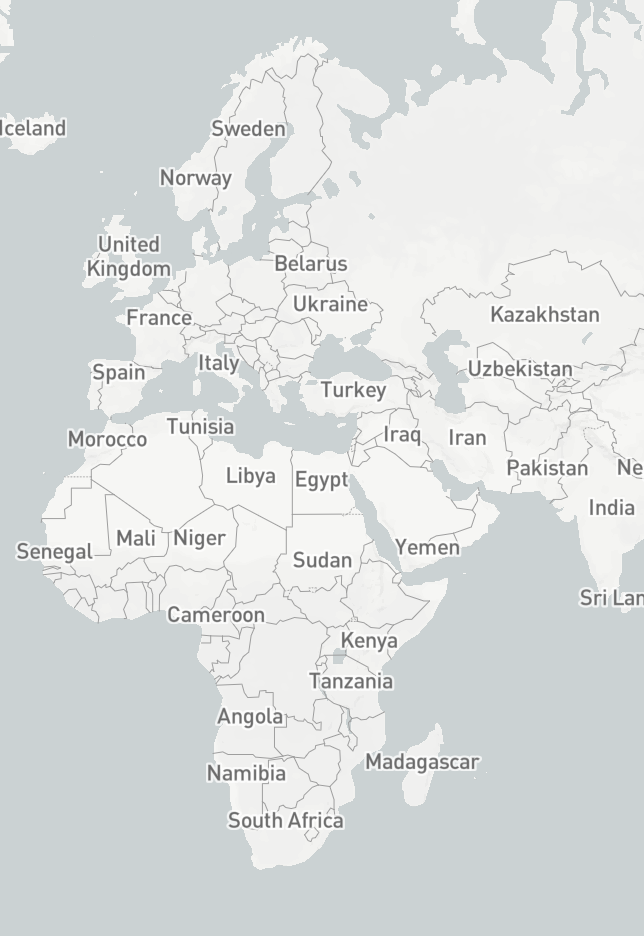 Iceland
Sweden
Norway
United
Kingdom
Belarus
Ukraine
France
Kazakhstan
Italy
Uzbekistan
Spain
Turkey
Tunisia
Morocco
Iraq
Iran
Pakistan
Ne
Libya
Egypt
India
Mali
Niger
Senegal
Yemen
Sudan
Sri Lan
Cameroon
Kenya
Tanzania
Angola
Madagascar
Namibia
South Africa